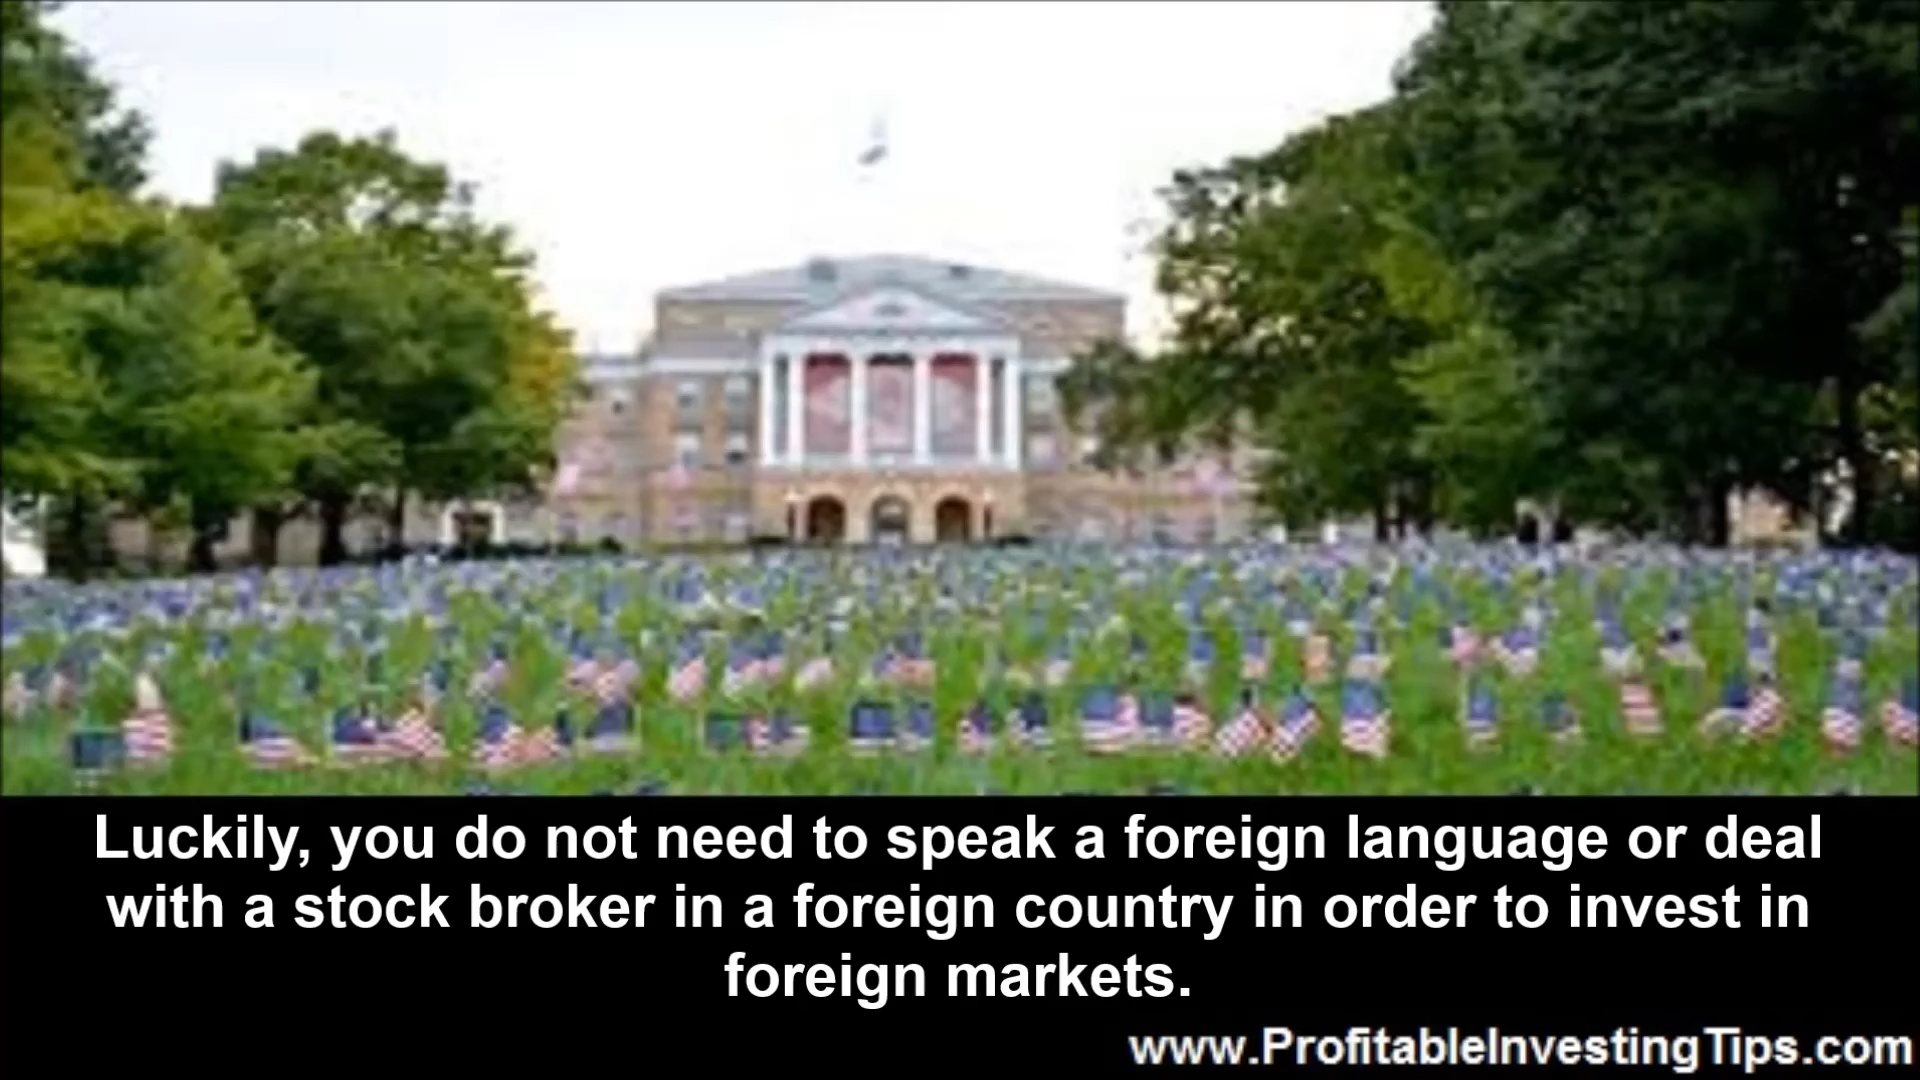 Luckily, you do not need to speak a foreign language or deal
with a stock broker in a foreign country in order to invest in
foreign markets.
www.ProfitableInvestingTips.com